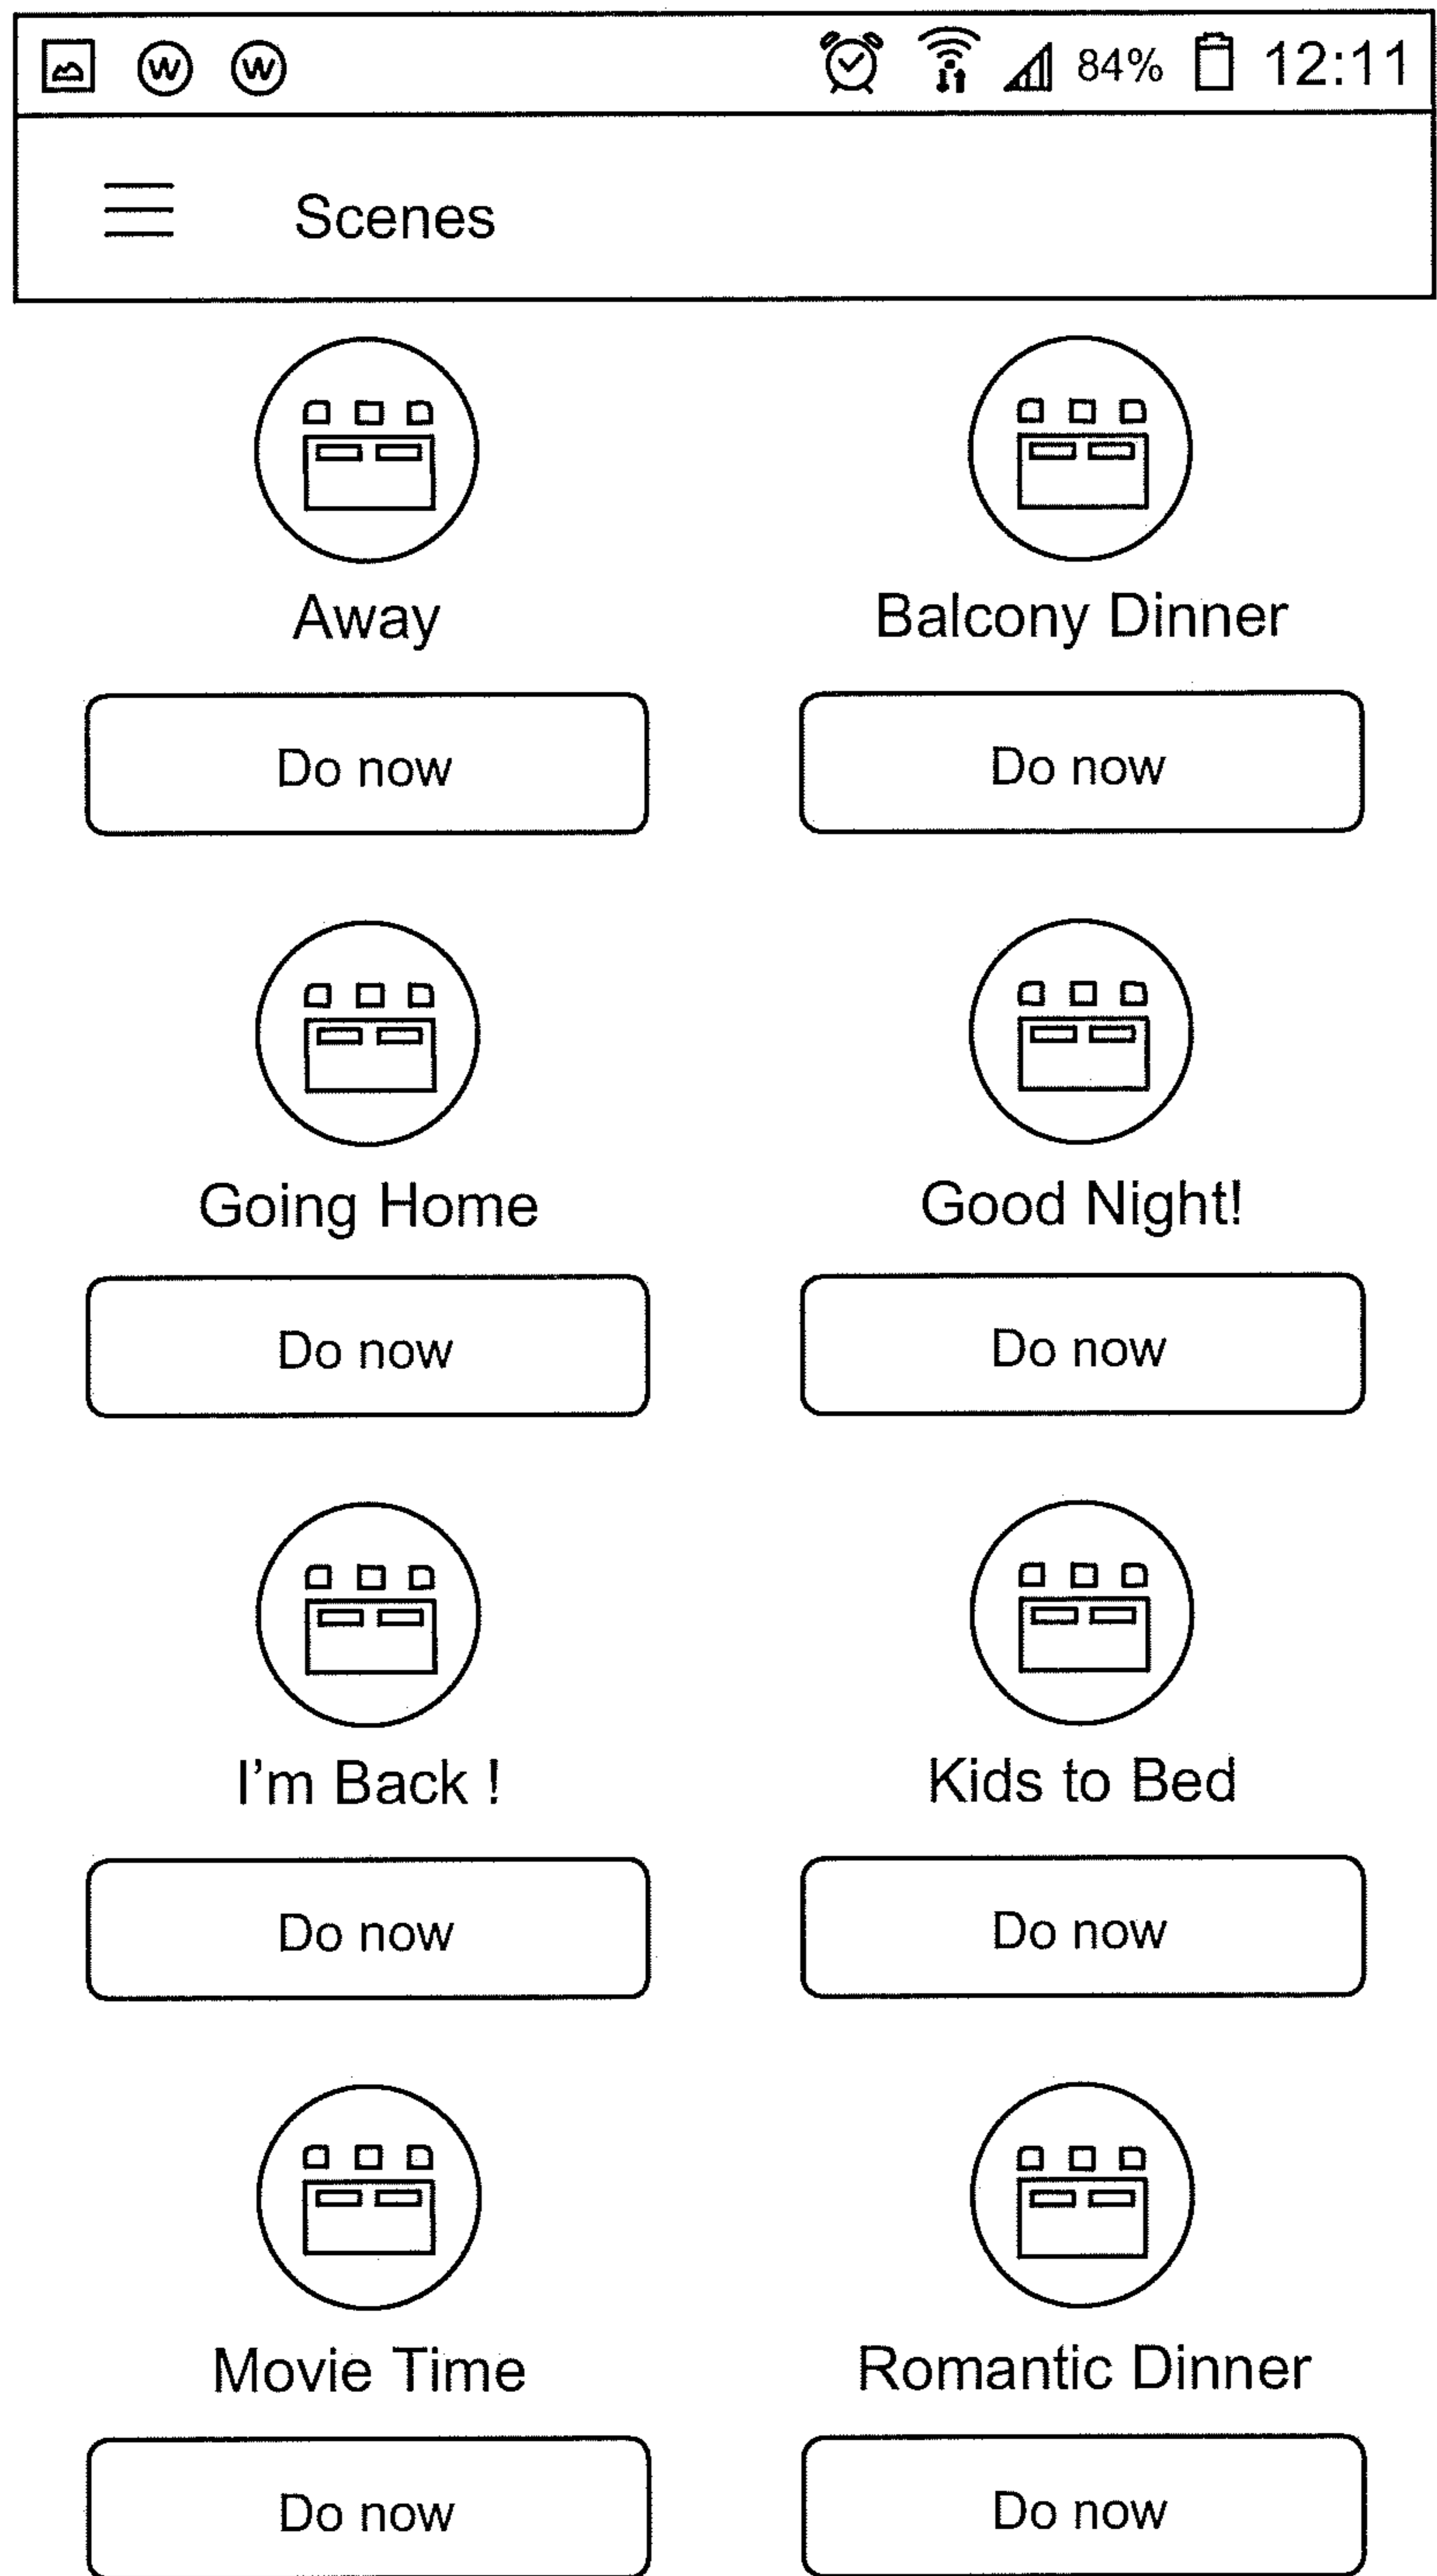 W W 84% 12:11
Scenes
Away Balcony Dinner
Do now Do now
Going Home Good Night!
Do now Do now
I'm Back ! Kids to Bed
Do now Do now
Movie Time Romantic Dinner
Do now Do now